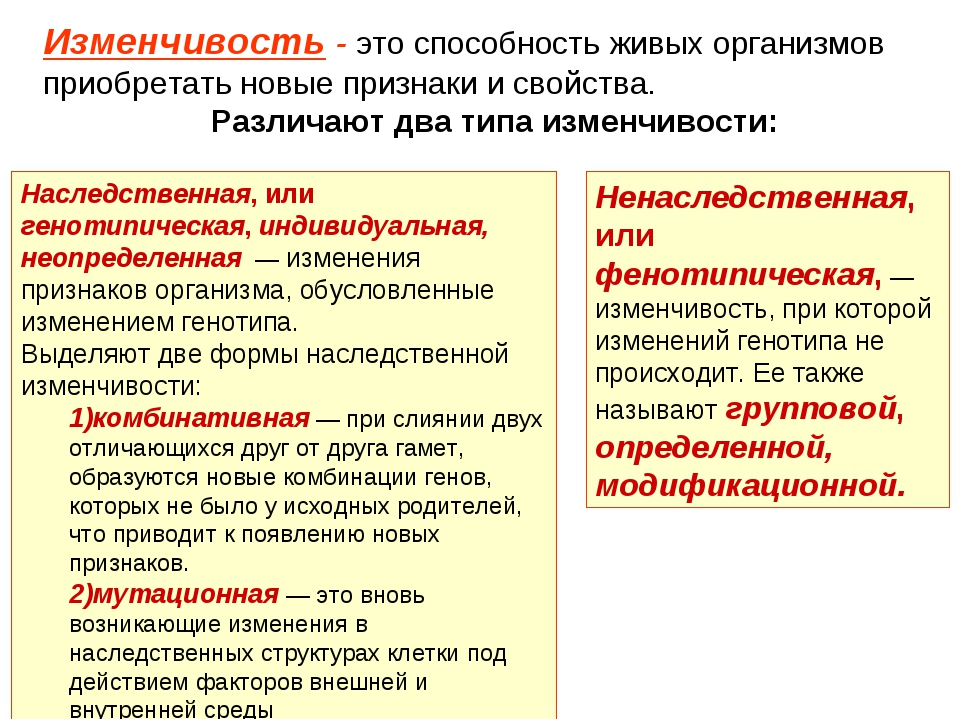 Изменчивость - это способность живых организмов
приобретать новые признаки и свойства.
Различают два типа изменчивости:
Наследственная, или
генотипическая, индивидуальная,
неопределенная — изменения
признаков организма, обусловленные
изменением генотипа.
Выделяют две формы наследственной
изменчивости:
1)комбинативная — при слиянии двух
отличающихся друг от друга гамет,
образуются новые комбинации генов,
которых не было у исходных родителей,
что приводит к появлению новых
признаков.
2)мутационная — это вновь
возникающие изменения в
наследственных структурах клетки под
действием факторов внешней и
внутренней среды
Ненаследственная,
или
фенотипическая, —
изменчивость, при которой
изменений генотипа не
происходит. Ее также
называют групповой,
определенной,
модификационной.